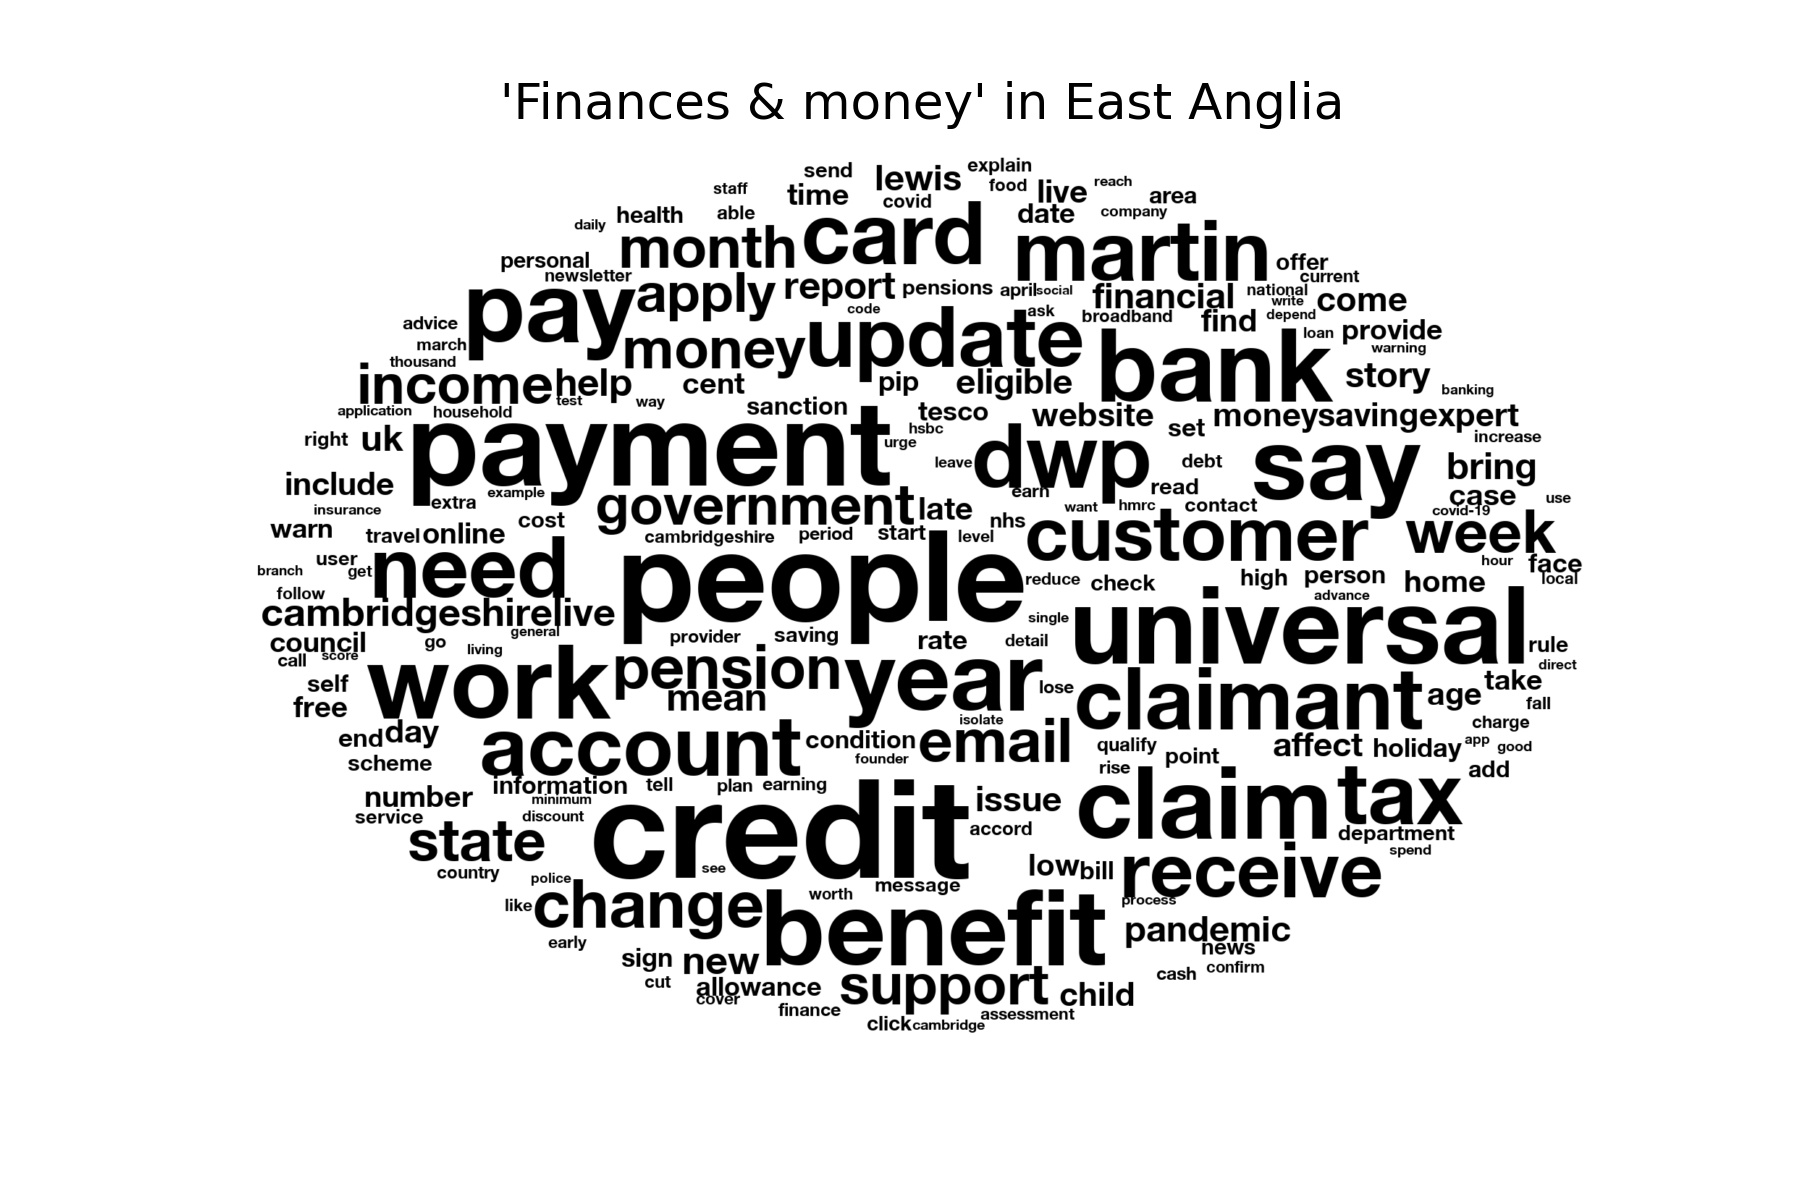 'Finances & money' in East Anglia
send lewis explain
staff time covid food live reach area
daily health able month card date company martin
personal newsletter offer current
pay apply report pensions april social financial national write come
advice code update ask broadband find depend provide
march money bank loan warning
thousand income help cent pip eligible story banking
application household test way sanction tesco website moneysavingexpert
right uk payment urge hsbc dwp set say increase
include extra example leave debt bring
insurance government late earn read case use
warn travel online cost nhs want hmrc contact covid-19 week
cambridgeshire period start level customer hour face
branch user get need people reduce check high person home local
follow advance
cambridgeshirelive general single universal
council go living provider saving rate detail rule
call score direct
self work pension year lose claimant age take
free mean fall
end day account condition isolate email qualify point affect holiday charge app good
scheme founder rise add
information tell plan earning
number minimum credit issue claim tax
service discount accord department
state spend
country see low bill receive
police message
like change worth benefit process
early pandemic
sign new news
cut allowance support child cash confirm
cover finance assessment
click cambridge